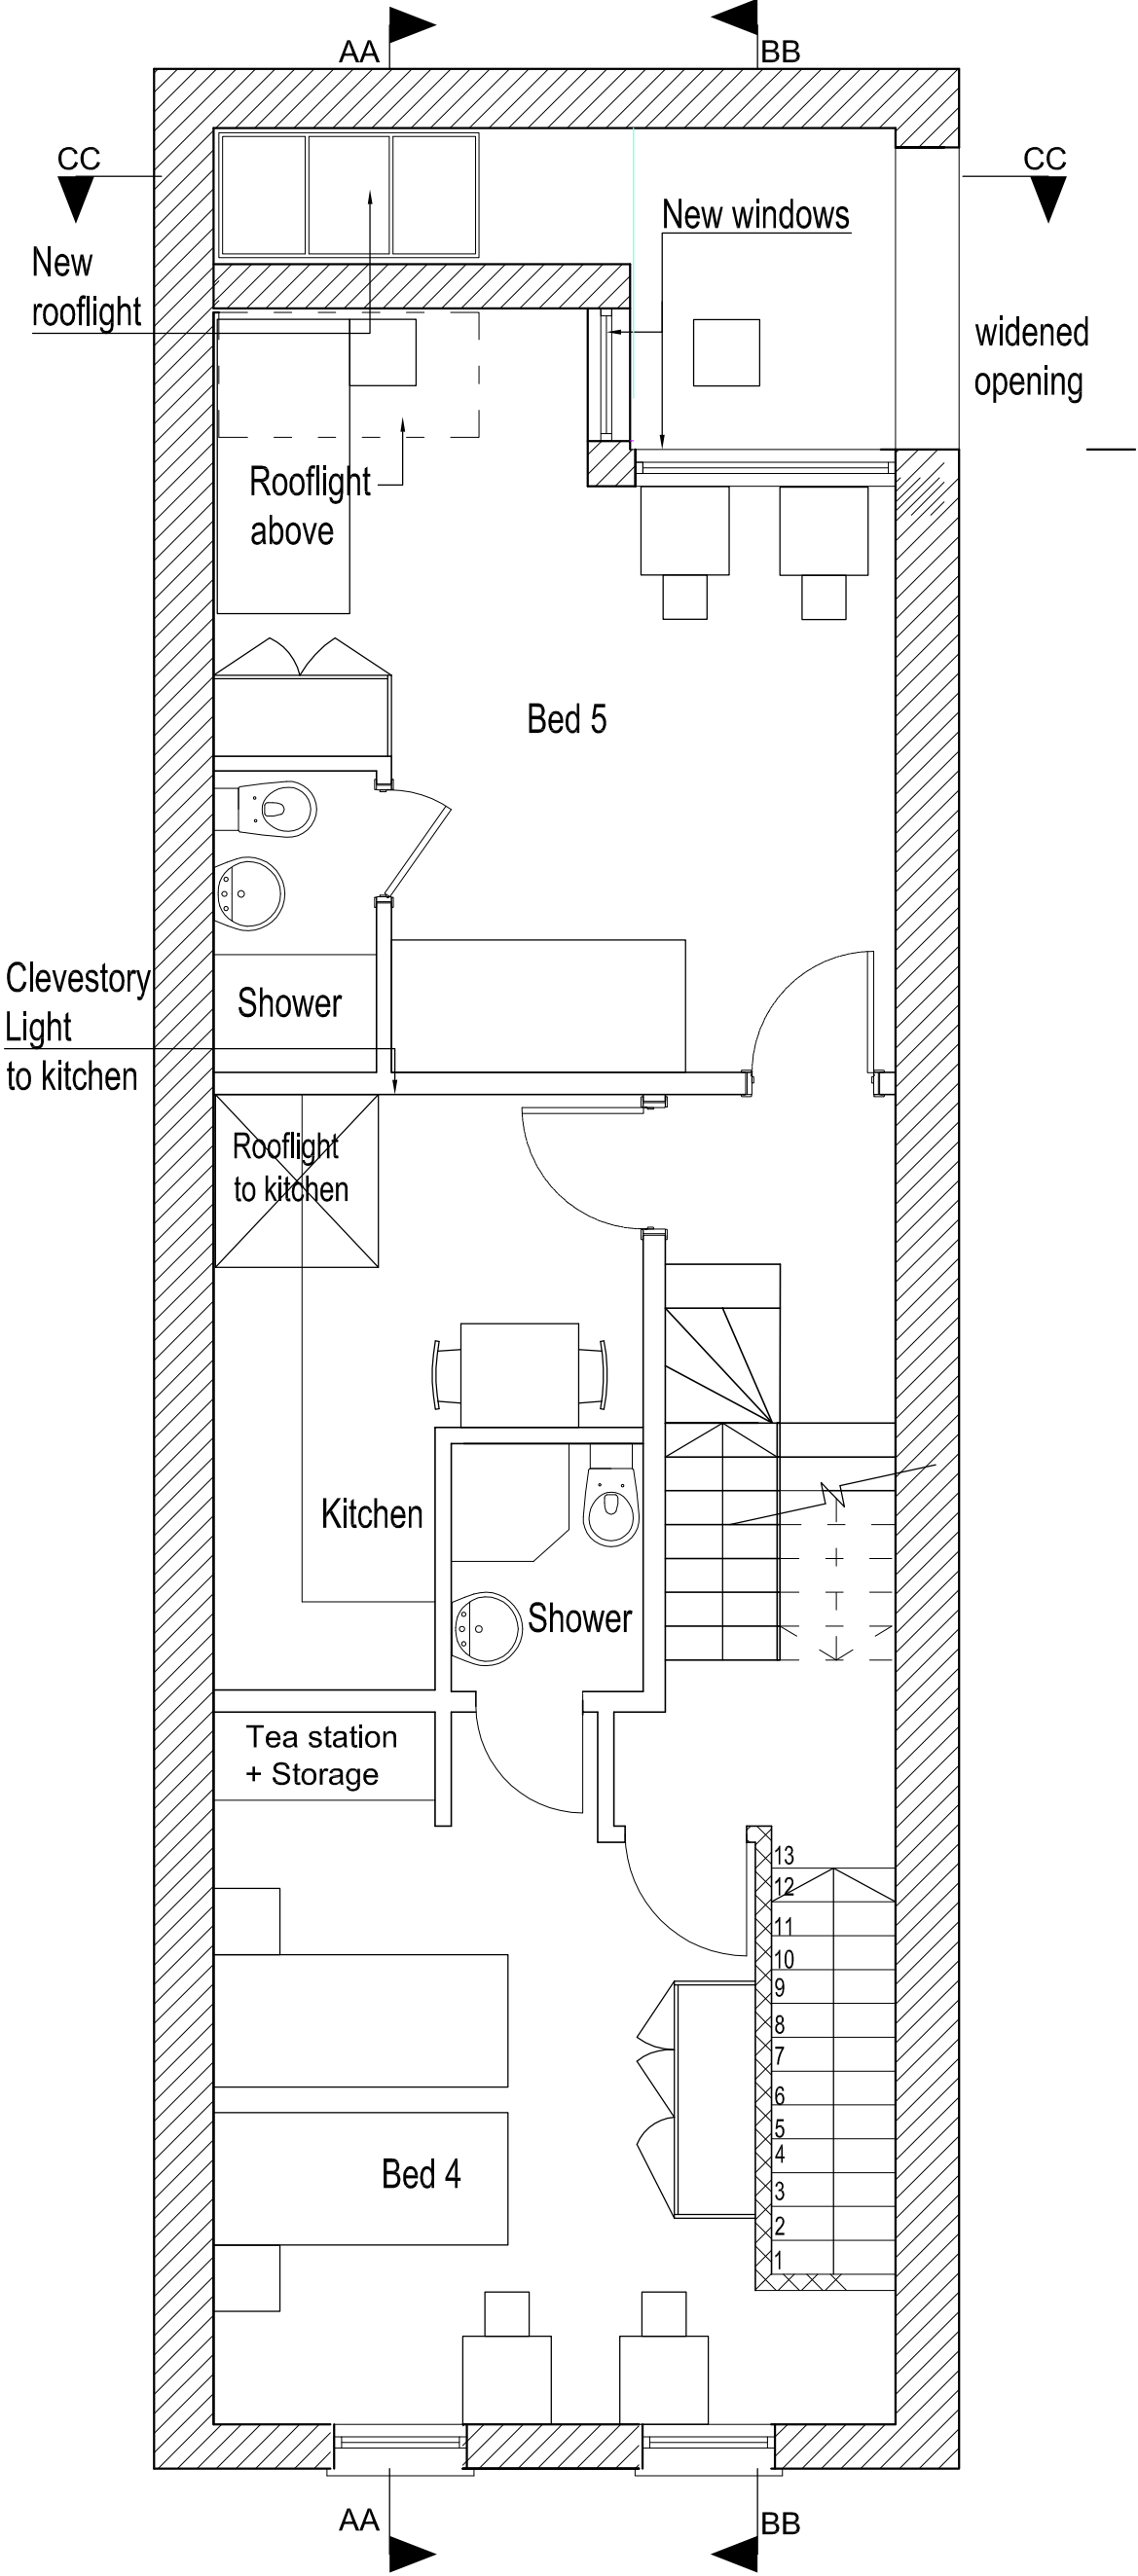 AA
BB
CC
CC
New windows
New
rooflight
widened
opening
Rooflight
above
Bed 5
Clevestory
Light
to kitchen
Shower
Rooflight
to kitchen
Kitchen
Shower
Tea station
+ Storage
13
12
11
10
9
8
7
6
5
4
3
2
1
Bed 4
AA
BB